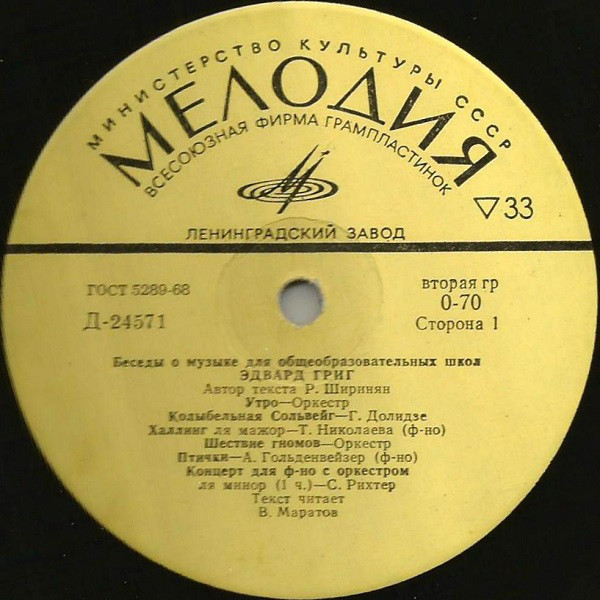 МИНИСТЕРСТВО КУЛЬТУРЫ СССР
МЕЛОДИЯ
ВСЕСОЮЗНАЯ ФИРМА ГРАМПЛАСТИНОК
33
ЛЕНИНГРАДСКИЙ ЗАВОД
ГОСТ 5289-68
Д-24571
вторая гр
0-70
Сторона 1
Беседы о музыке для общеобразовательных школ
ЭДВАРД ГРИГ
Автор текста Р. Ширинян
Утро—Оркестр
Колыбельная Сольвейг—Г. Долидзе
Халлинг ля мажор—Т. Николаева (ф-но)
Шествие гномов—Оркестр
Птички—А. Гольденвейзер (ф-но)
Концерт для ф-но с оркестром
ля минор (1 ч.)—С. Рихтер
Текст читает
В. Маратов